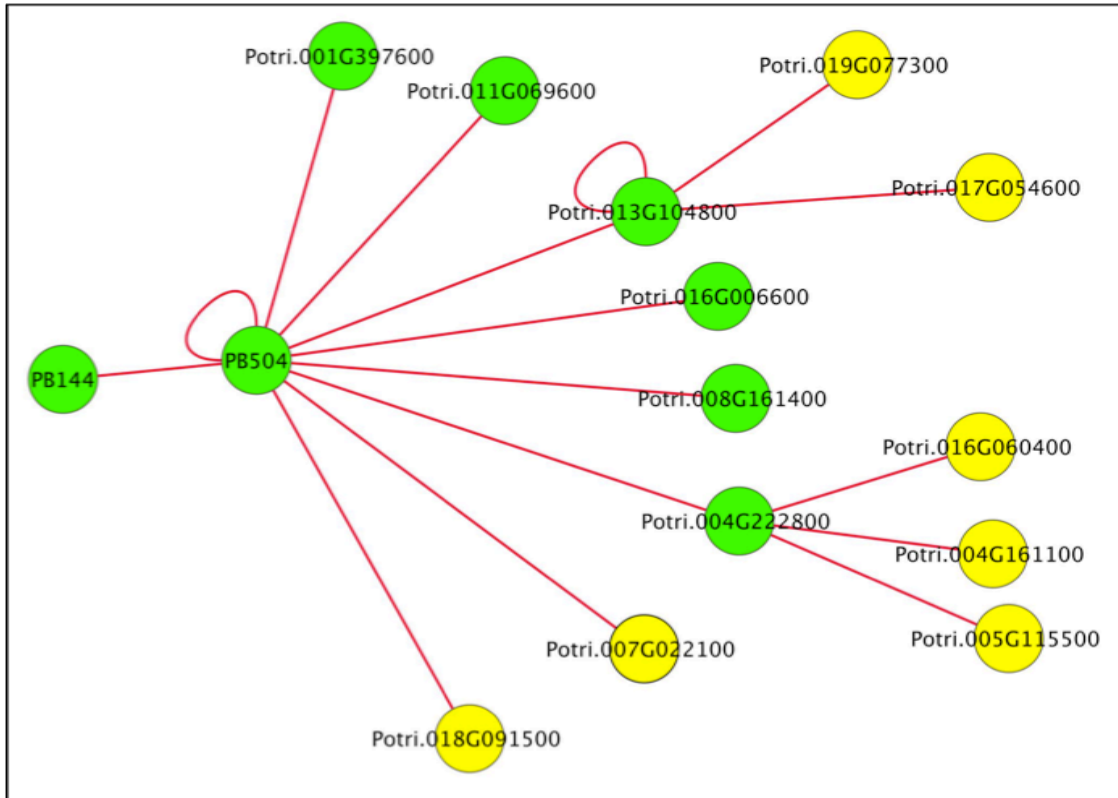 Potri.001G397600
Potri.019G077300
Potri.011G069600
Potri.017G054600
Potri.013G104800
Potri.016G006600
PB504
PB144
Potri.008G161400
Potri.016G060400
Potri.004G222800
Potri.004G161100
Potri.005G115500
Potri.007G022100
Potri.018G091500